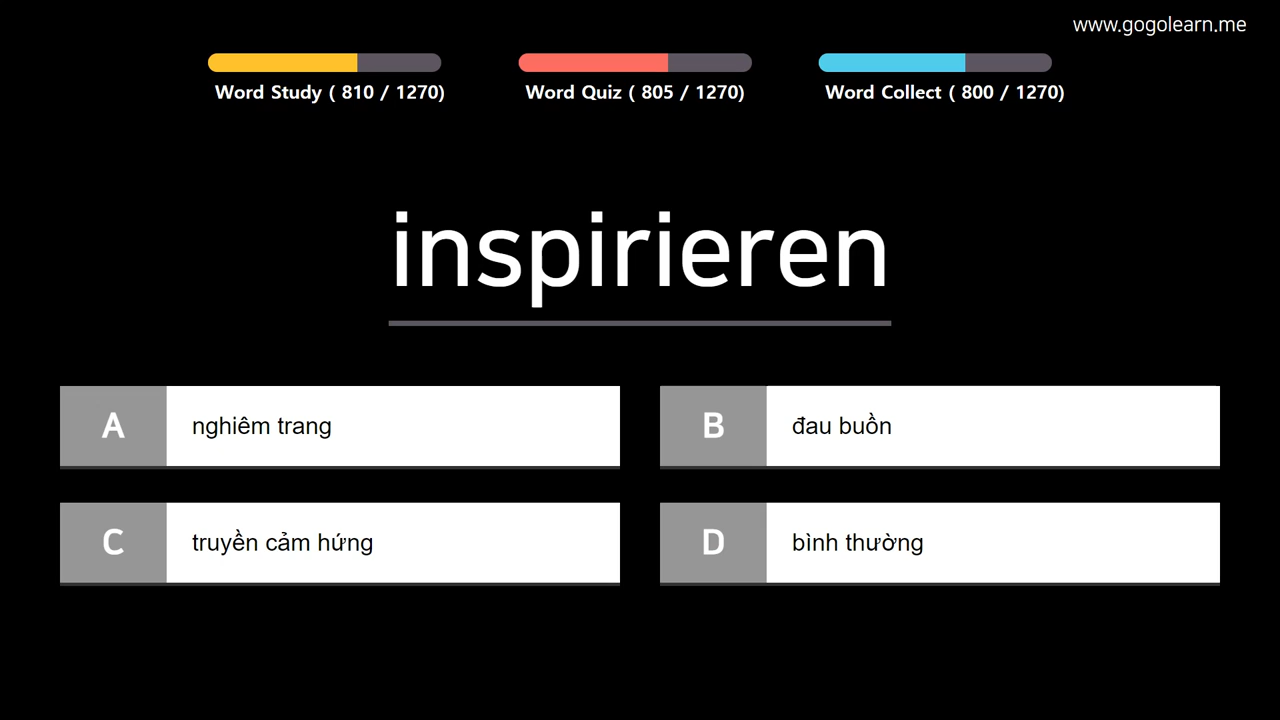 www.gogolearn.me
Word Study ( 810 / 1270)
Word Quiz ( 805 / 1270)
Word Collect ( 800 / 1270)
inspirieren
A
nghiêm trang
B
đau buồn
C
truyền cảm hứng
D
bình thường